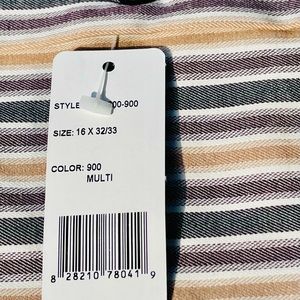 STYLE
00-900
SIZE: 16 X 32/33
COLOR: 900
MULTI
8 28210 78041 9